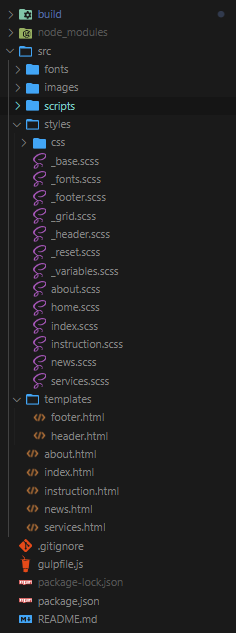 build
node_modules
src
fonts
images
scripts
styles
css
_base.scss
_fonts.scss
_footer.scss
_grid.scss
_header.scss
_reset.scss
_variables.scss
about.scss
home.scss
index.scss
instruction.scss
news.scss
services.scss
templates
footer.html
header.html
about.html
index.html
instruction.html
news.html
services.html
.gitignore
gulpfile.js
package-lock.json
package.json
README.md